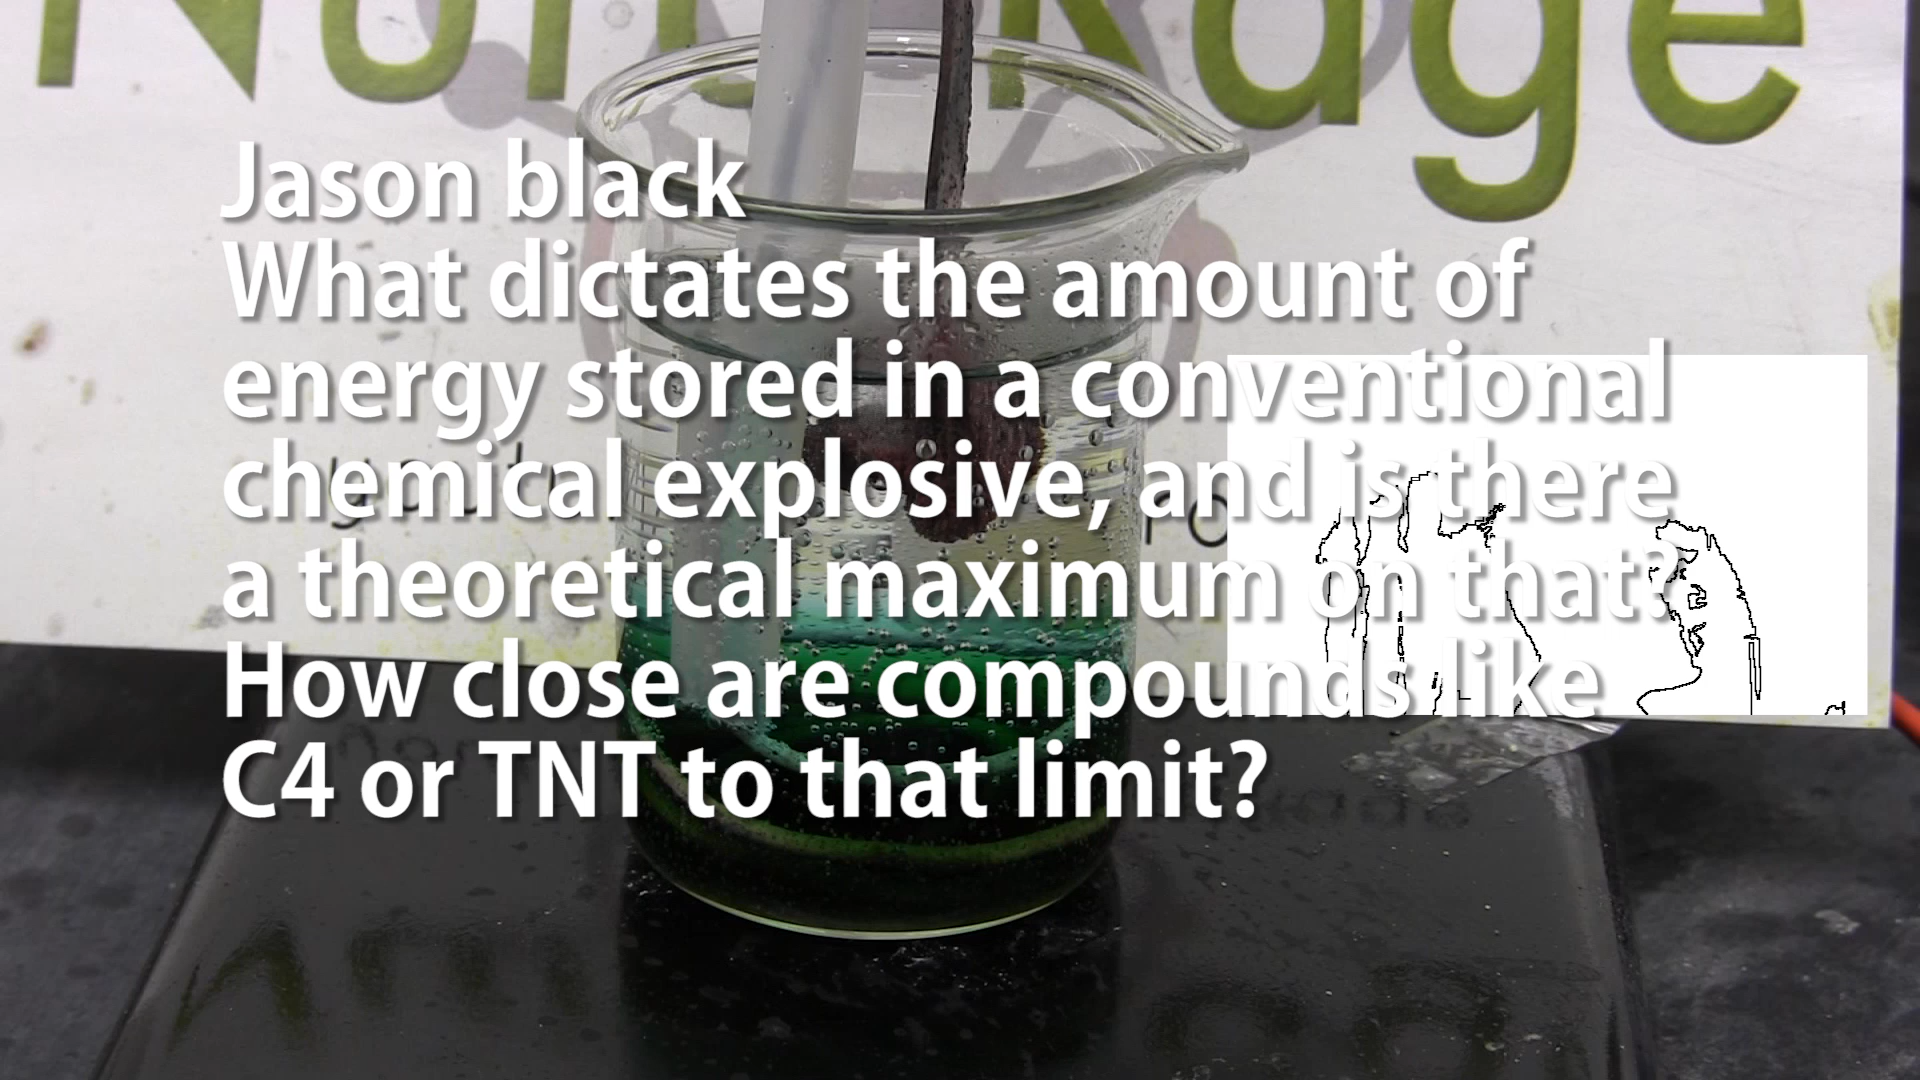 NurdRage
Jason black
What dictates the amount of
energy stored in a conventional
chemical explosive, and is there
a theoretical maximum on that?
How close are compounds like
C4 or TNT to that limit?